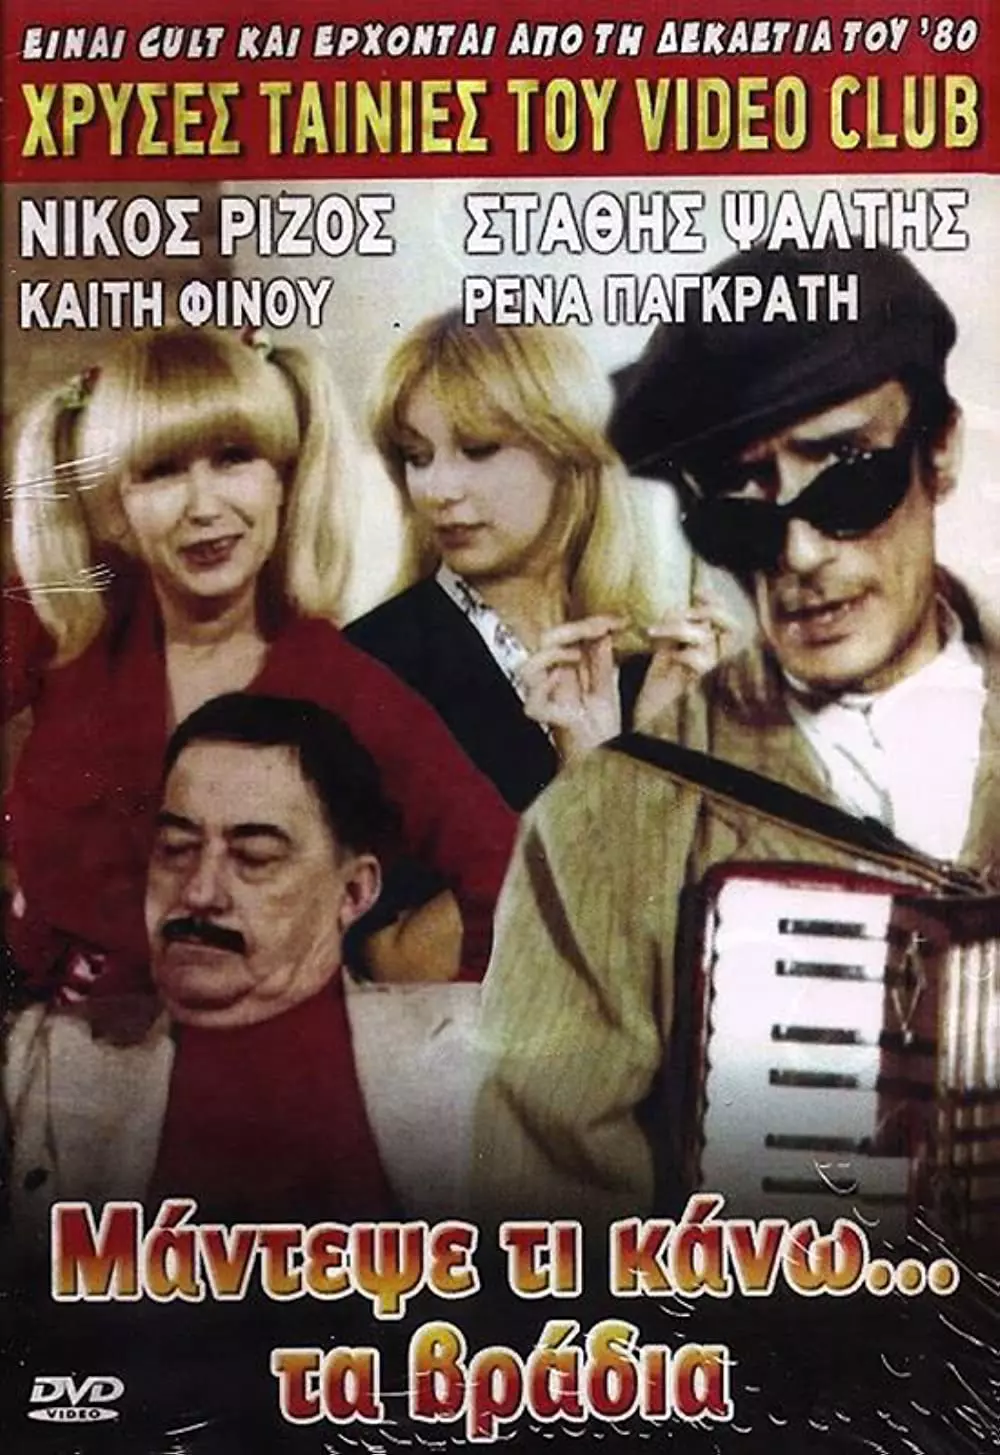 ΕΙΝΑΙ CULT ΚΑΙ ΕΡΧΟΝΤΑΙ ΑΠΟ ΤΗ ΔΕΚΑΕΤΙΑ ΤΟΥ '80
ΧΡΥΣΕΣ ΤΑΙΝΙΕΣ ΤΟΥ VIDEO CLUB
ΝΙΚΟΣ ΡΙΖΟΣ ΣΤΑΘΗΣ ΨΑΛΤΗΣ
ΚΑΙΤΗ ΦΙΝΟΥ ΡΕΝΑ ΠΑΓΚΡΑΤΗ
Μάντεψε τι κάνω...
τα βράδια
DVD
VIDEO